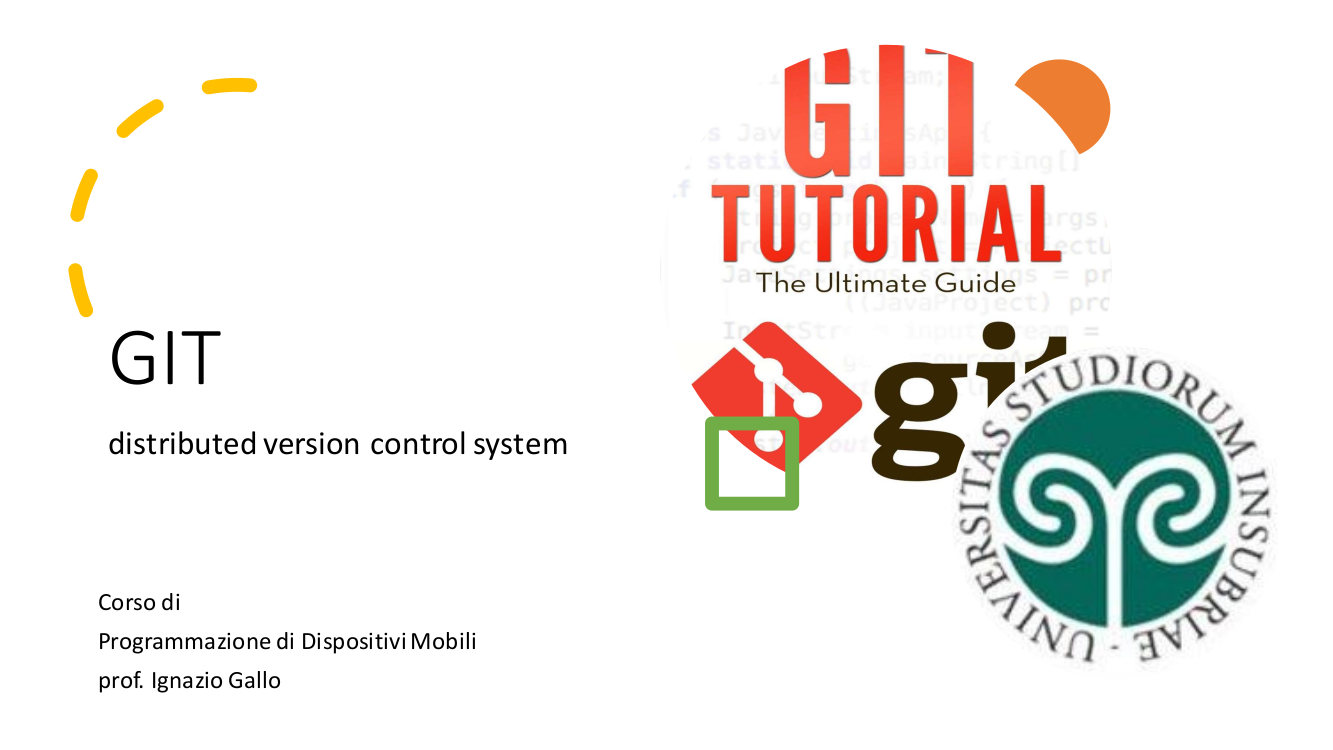 GIT
distributed version control system
Corso di
Programmazione di Dispositivi Mobili
prof. Ignazio Gallo
GIT
TUTORIAL
The Ultimate Guide
git
UNIVERSITAS STUDIORUM INSUBRIAE